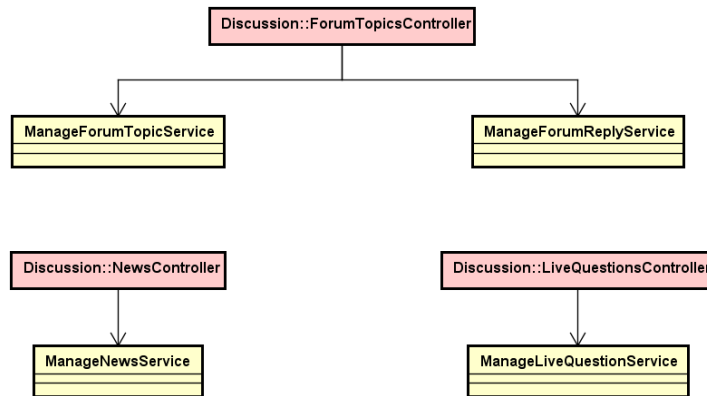 Discussion::ForumTopicsController
ManageForumTopicService
ManageForumReplyService
Discussion::NewsController
Discussion::LiveQuestionsController
ManageNewsService
ManageLiveQuestionService